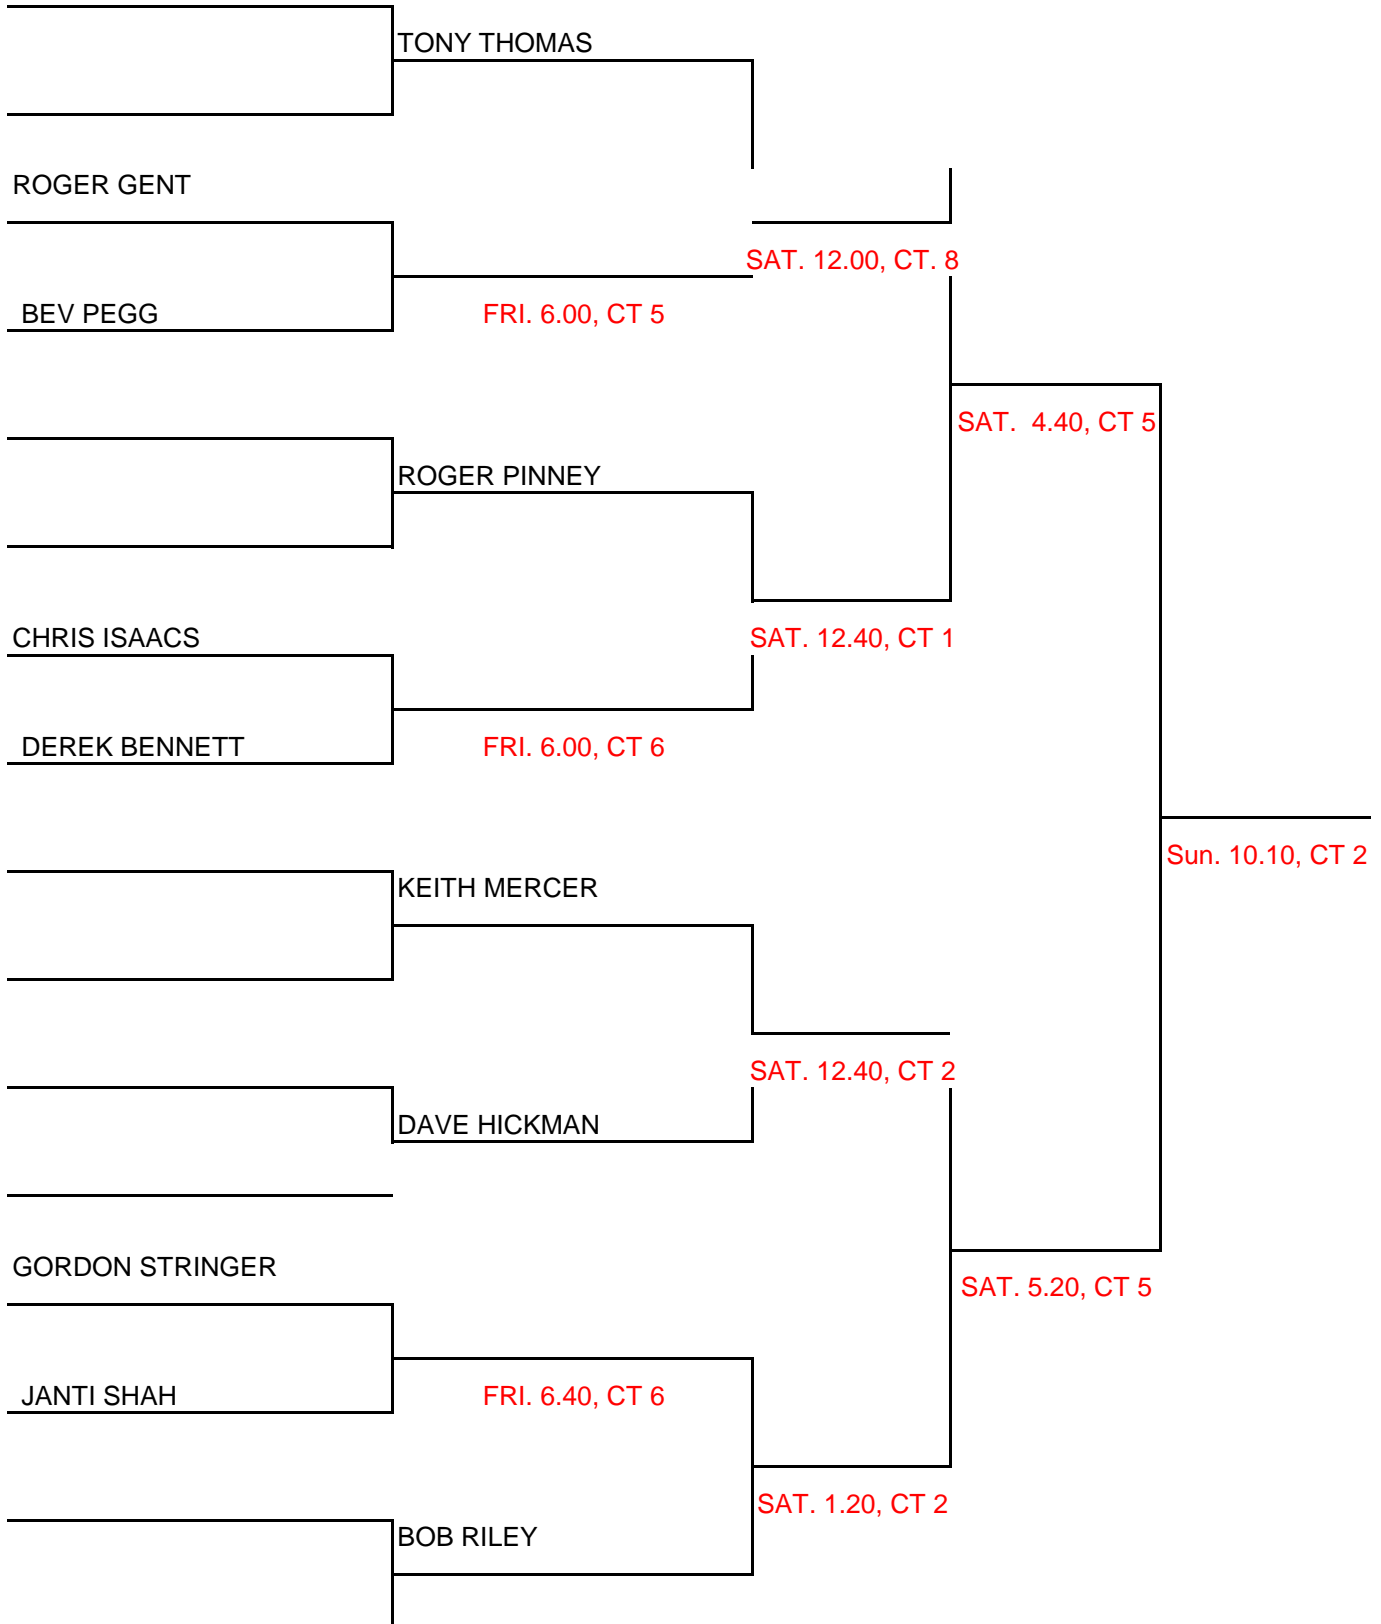 TONY THOMAS
ROGER GENT
SAT. 12.00, CT. 8
BEV PEGG
FRI. 6.00, CT 5
SAT.  4.40, CT 5
ROGER PINNEY
CHRIS ISAACS
SAT. 12.40, CT 1
DEREK BENNETT
FRI. 6.00, CT 6
Sun. 10.10, CT 2
KEITH MERCER
SAT. 12.40, CT 2
DAVE HICKMAN
GORDON STRINGER
SAT. 5.20, CT 5
JANTI SHAH
FRI. 6.40, CT 6
SAT. 1.20, CT 2
BOB RILEY